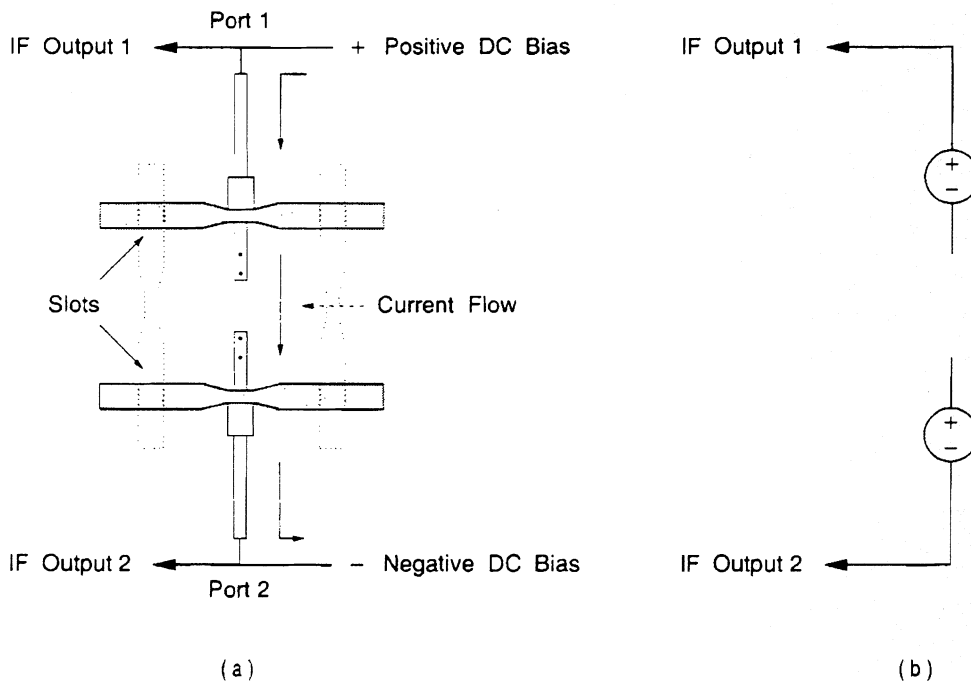 Port 1
IF Output 1
+ Positive DC Bias
IF Output 1
+
−
Slots
Current Flow
+
−
IF Output 2
− Negative DC Bias
IF Output 2
Port 2
(a)
(b)